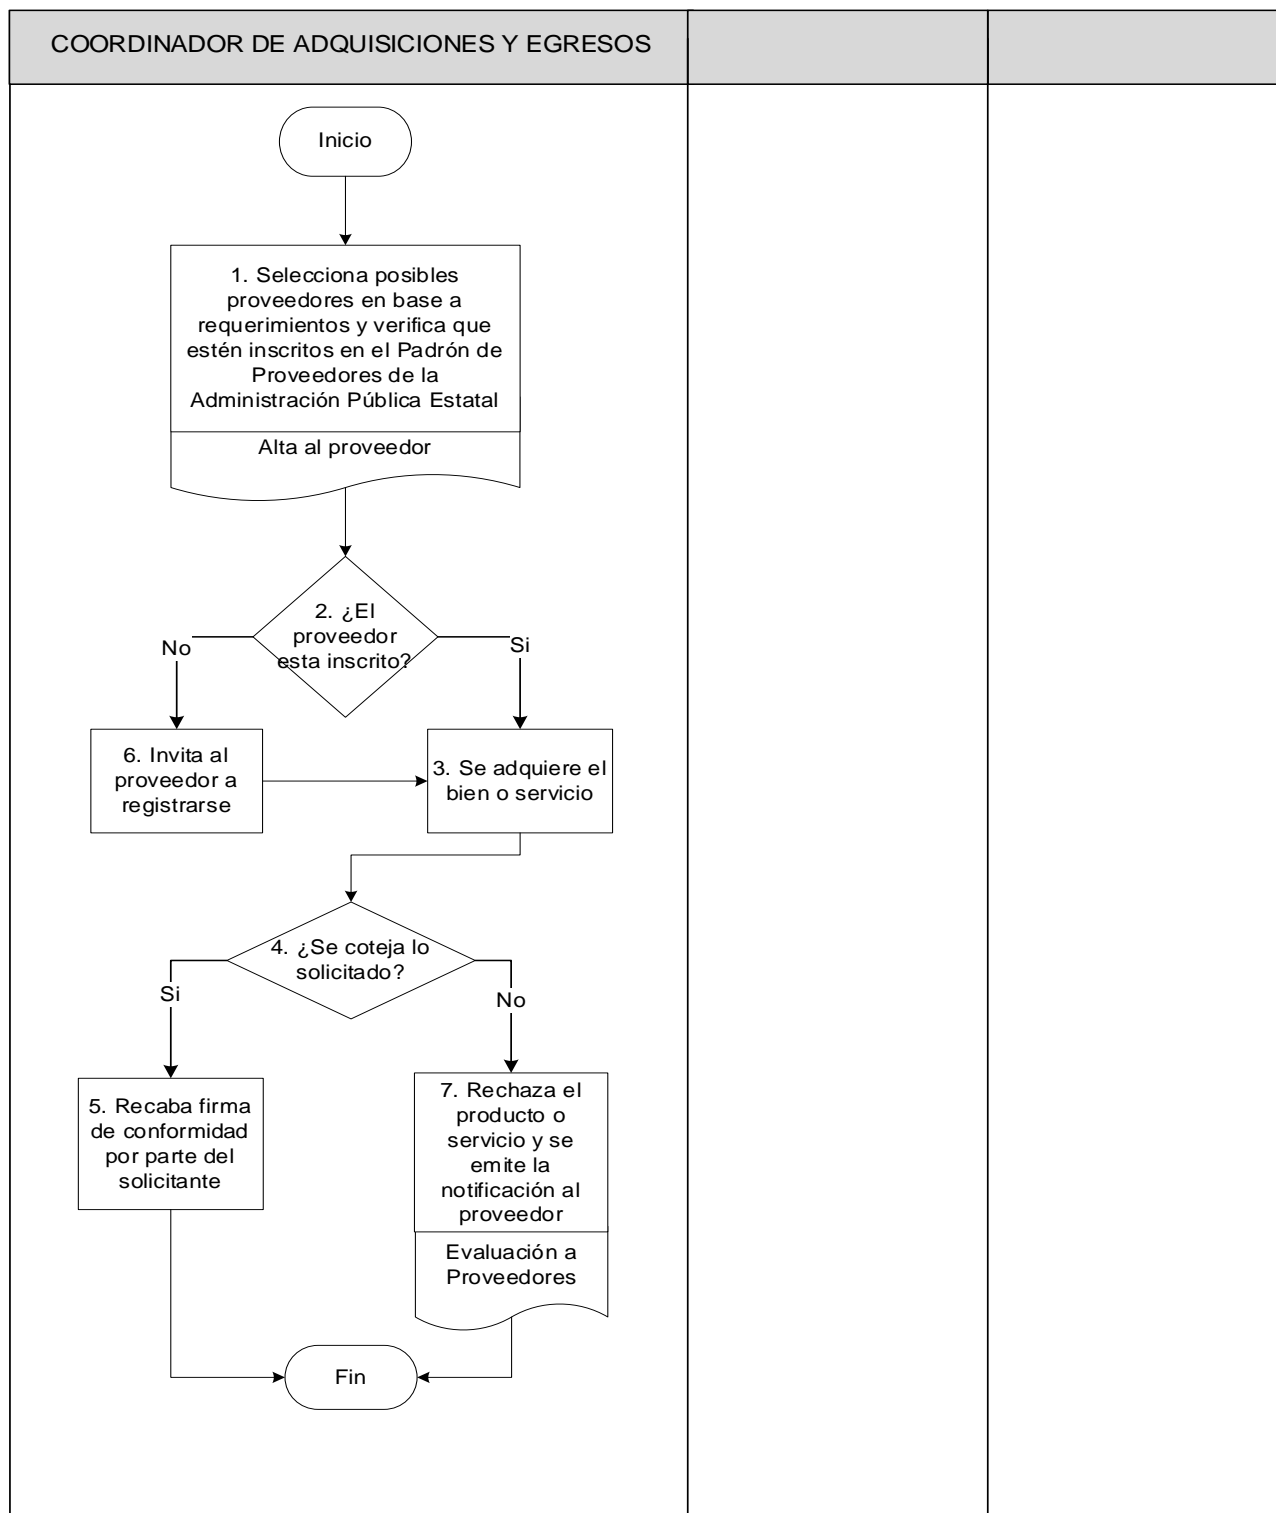 COORDINADOR DE ADQUISICIONES Y EGRESOS
Inicio
1. Selecciona posibles
proveedores en base a
requerimientos y verifica que
estén inscritos en el Padrón de
Proveedores de la
Administración Pública Estatal
Alta al proveedor
2. ¿El
proveedor
esta inscrito?
No
Si
6. Invita al
proveedor a
registrarse
3. Se adquiere el
bien o servicio
4. ¿Se coteja lo
solicitado?
Si
No
5. Recaba firma
de conformidad
por parte del
solicitante
7. Rechaza el
producto o
servicio y se
emite la
notificación al
proveedor
Evaluación a
Proveedores
Fin